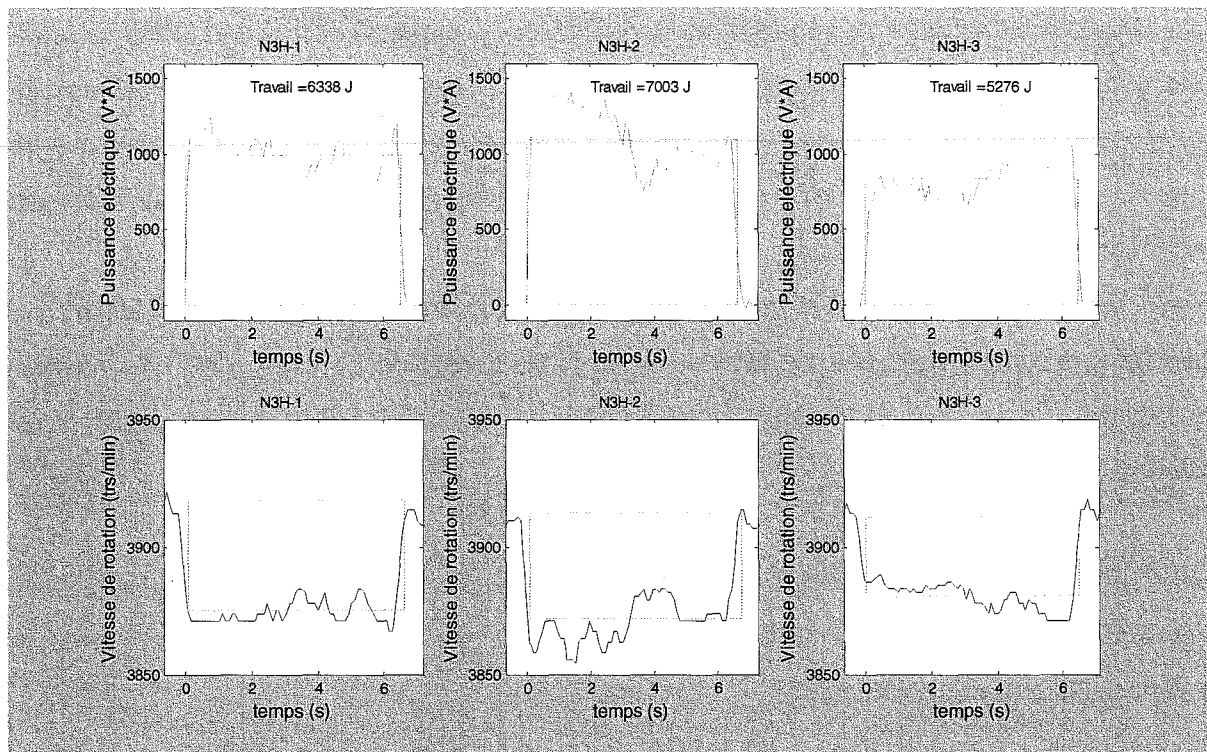 N3H-1
Puissance eléctrique (V*A)
1500
1000
500
0
Travail =6338 J
0 2 4 6
temps (s)
N3H-2
Puissance eléctrique (V*A)
1500
1000
500
0
Travail =7003 J
0 2 4 6
temps (s)
N3H-3
Puissance eléctrique (V*A)
1500
1000
500
0
Travail =5276 J
0 2 4 6
temps (s)
N3H-1
Vitesse de rotation (trs/min)
3950
3900
3850
0 2 4 6
temps (s)
N3H-2
Vitesse de rotation (trs/min)
3950
3900
3850
0 2 4 6
temps (s)
N3H-3
Vitesse de rotation (trs/min)
3950
3900
3850
0 2 4 6
temps (s)